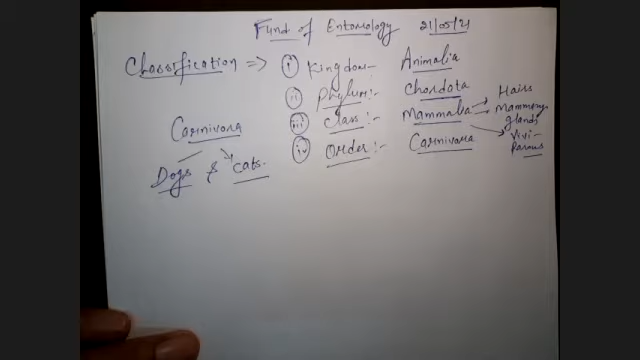 Fund of Entomology 21/05/21
Classification => (i) Kingdom - Animalia
(ii) Phylum :- Chordata
(iii) Class :- Mammalia → Hairs
→ Mammary glands
→ Vivi-
parous
(iv) Order :- Carnivora
Carnivora
Dogs & Cats.